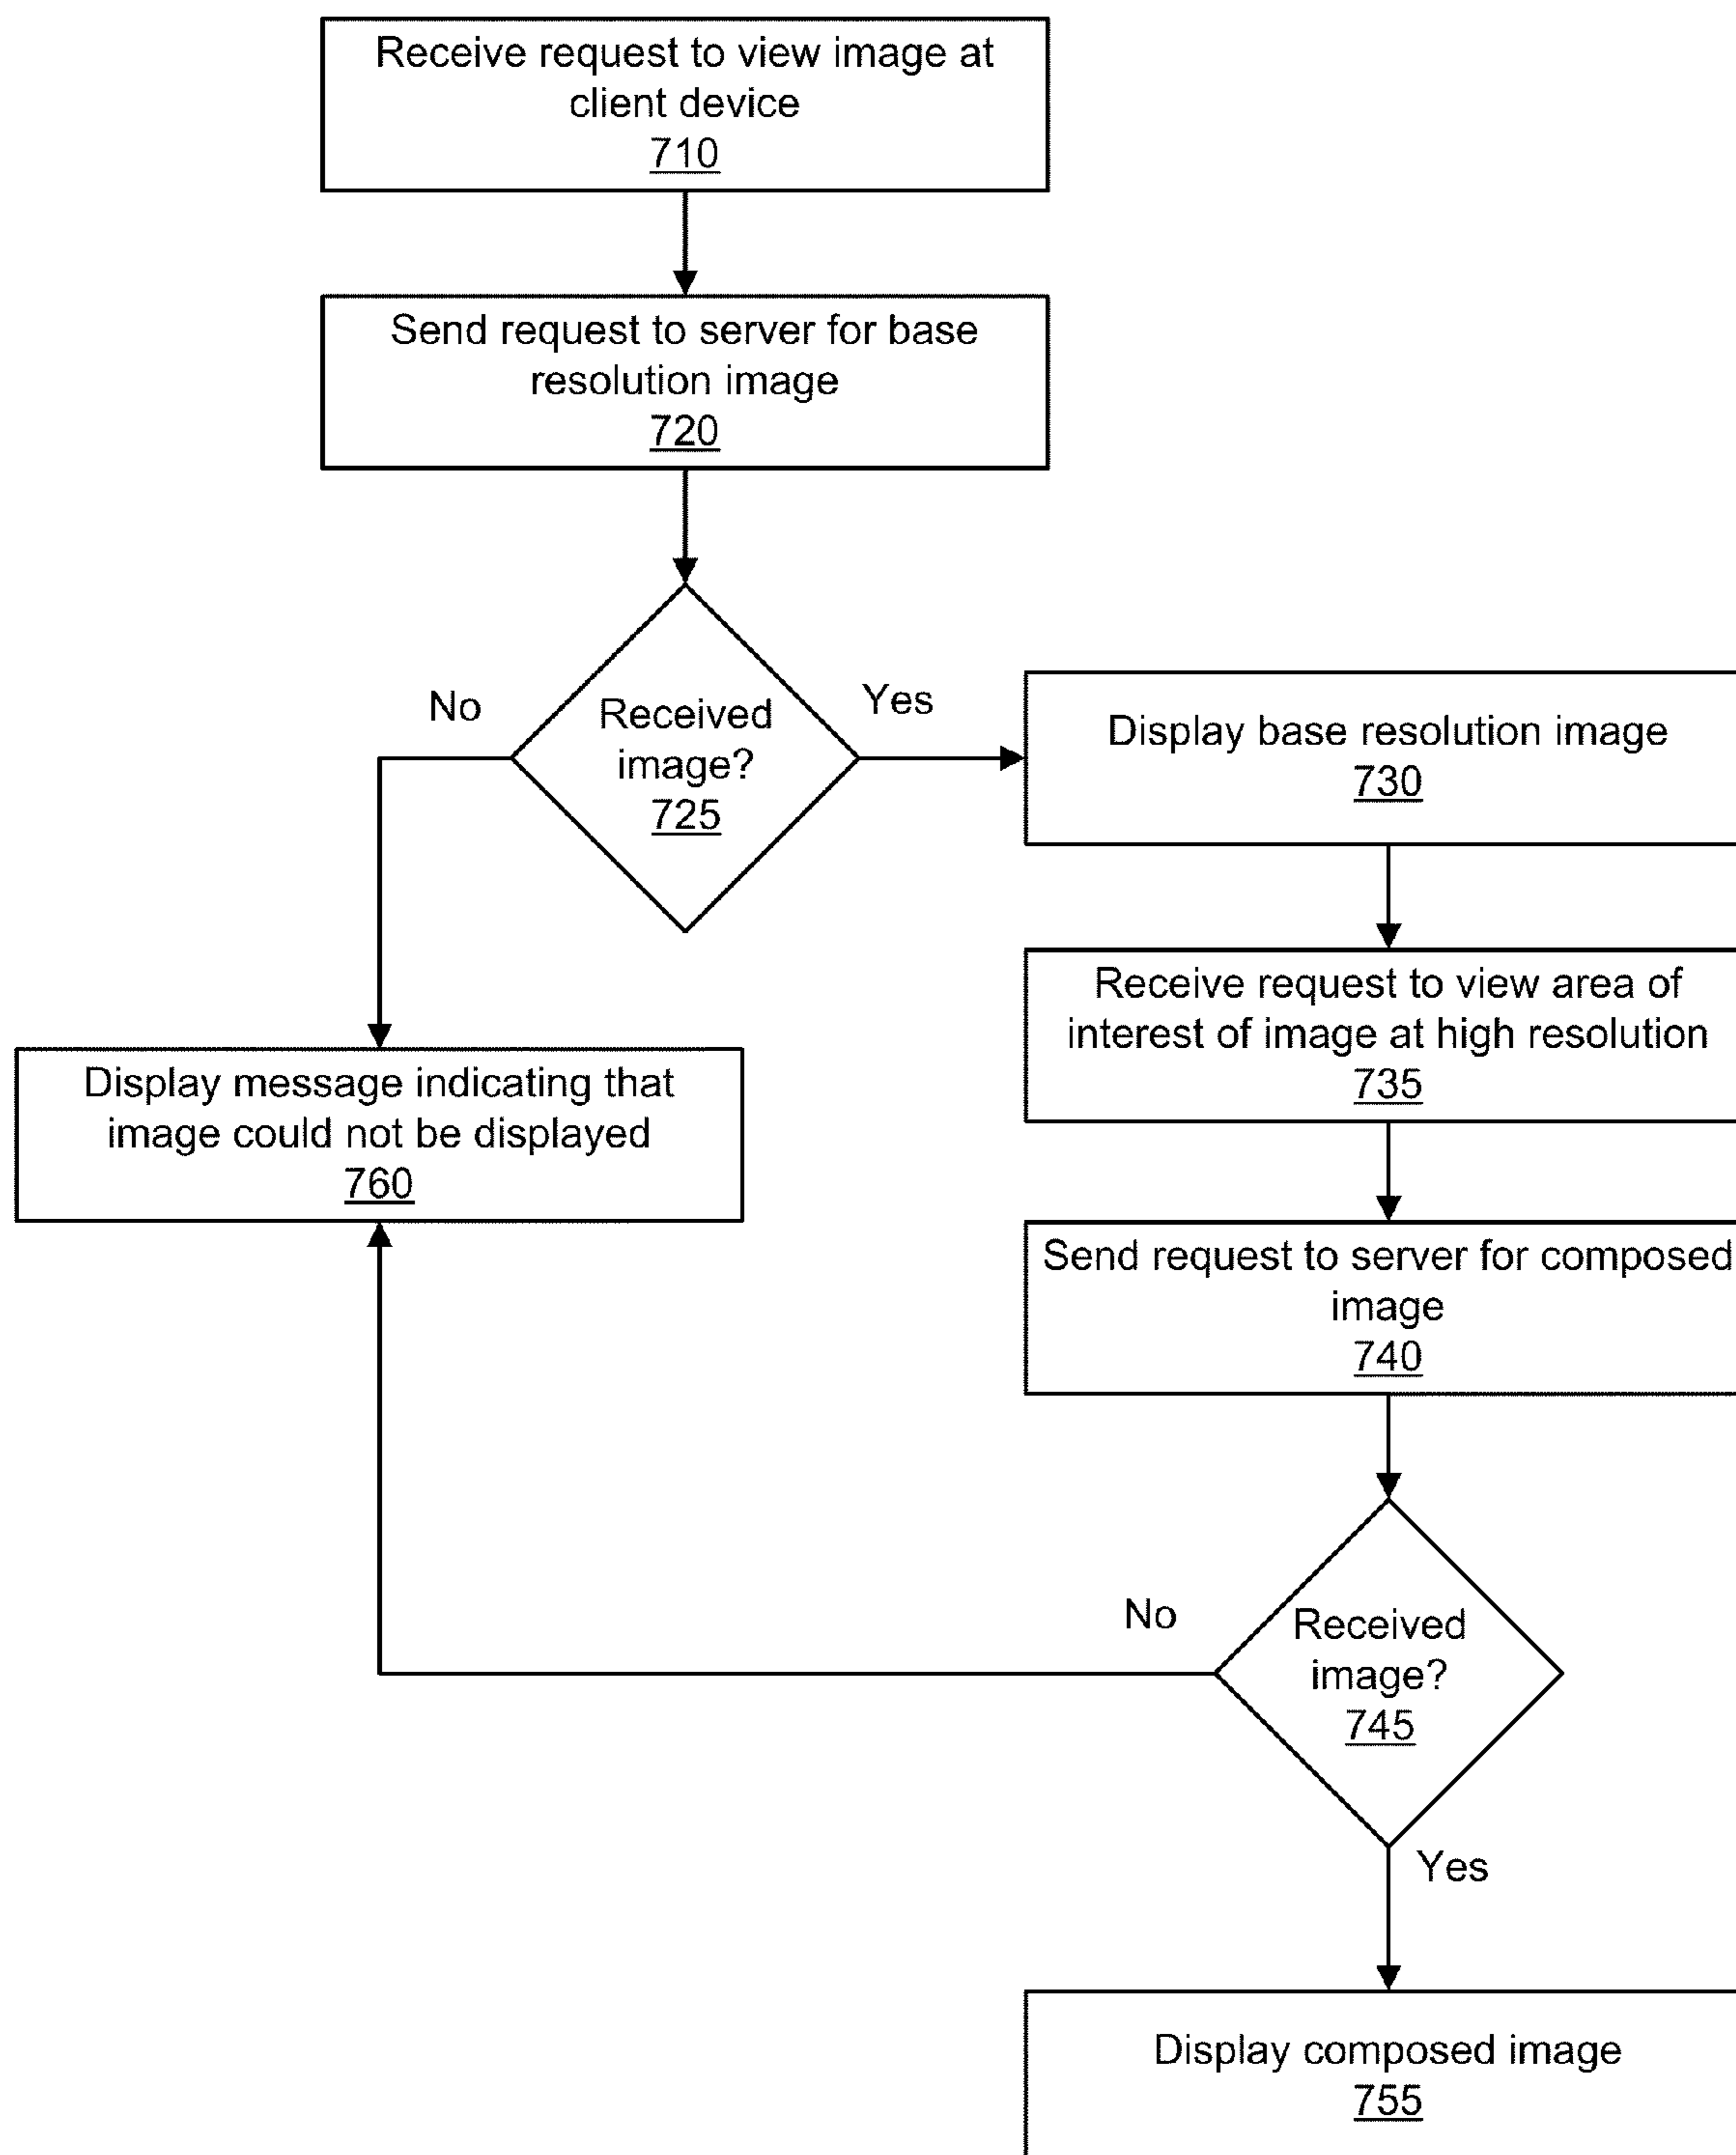 Receive request to view image at
client device
710
Send request to server for base
resolution image
720
No
Received
image?
725
Yes
Display base resolution image
730
Receive request to view area of
interest of image at high resolution
735
Display message indicating that
image could not be displayed
760
Send request to server for composed
image
740
No
Received
image?
745
Yes
Display composed image
755